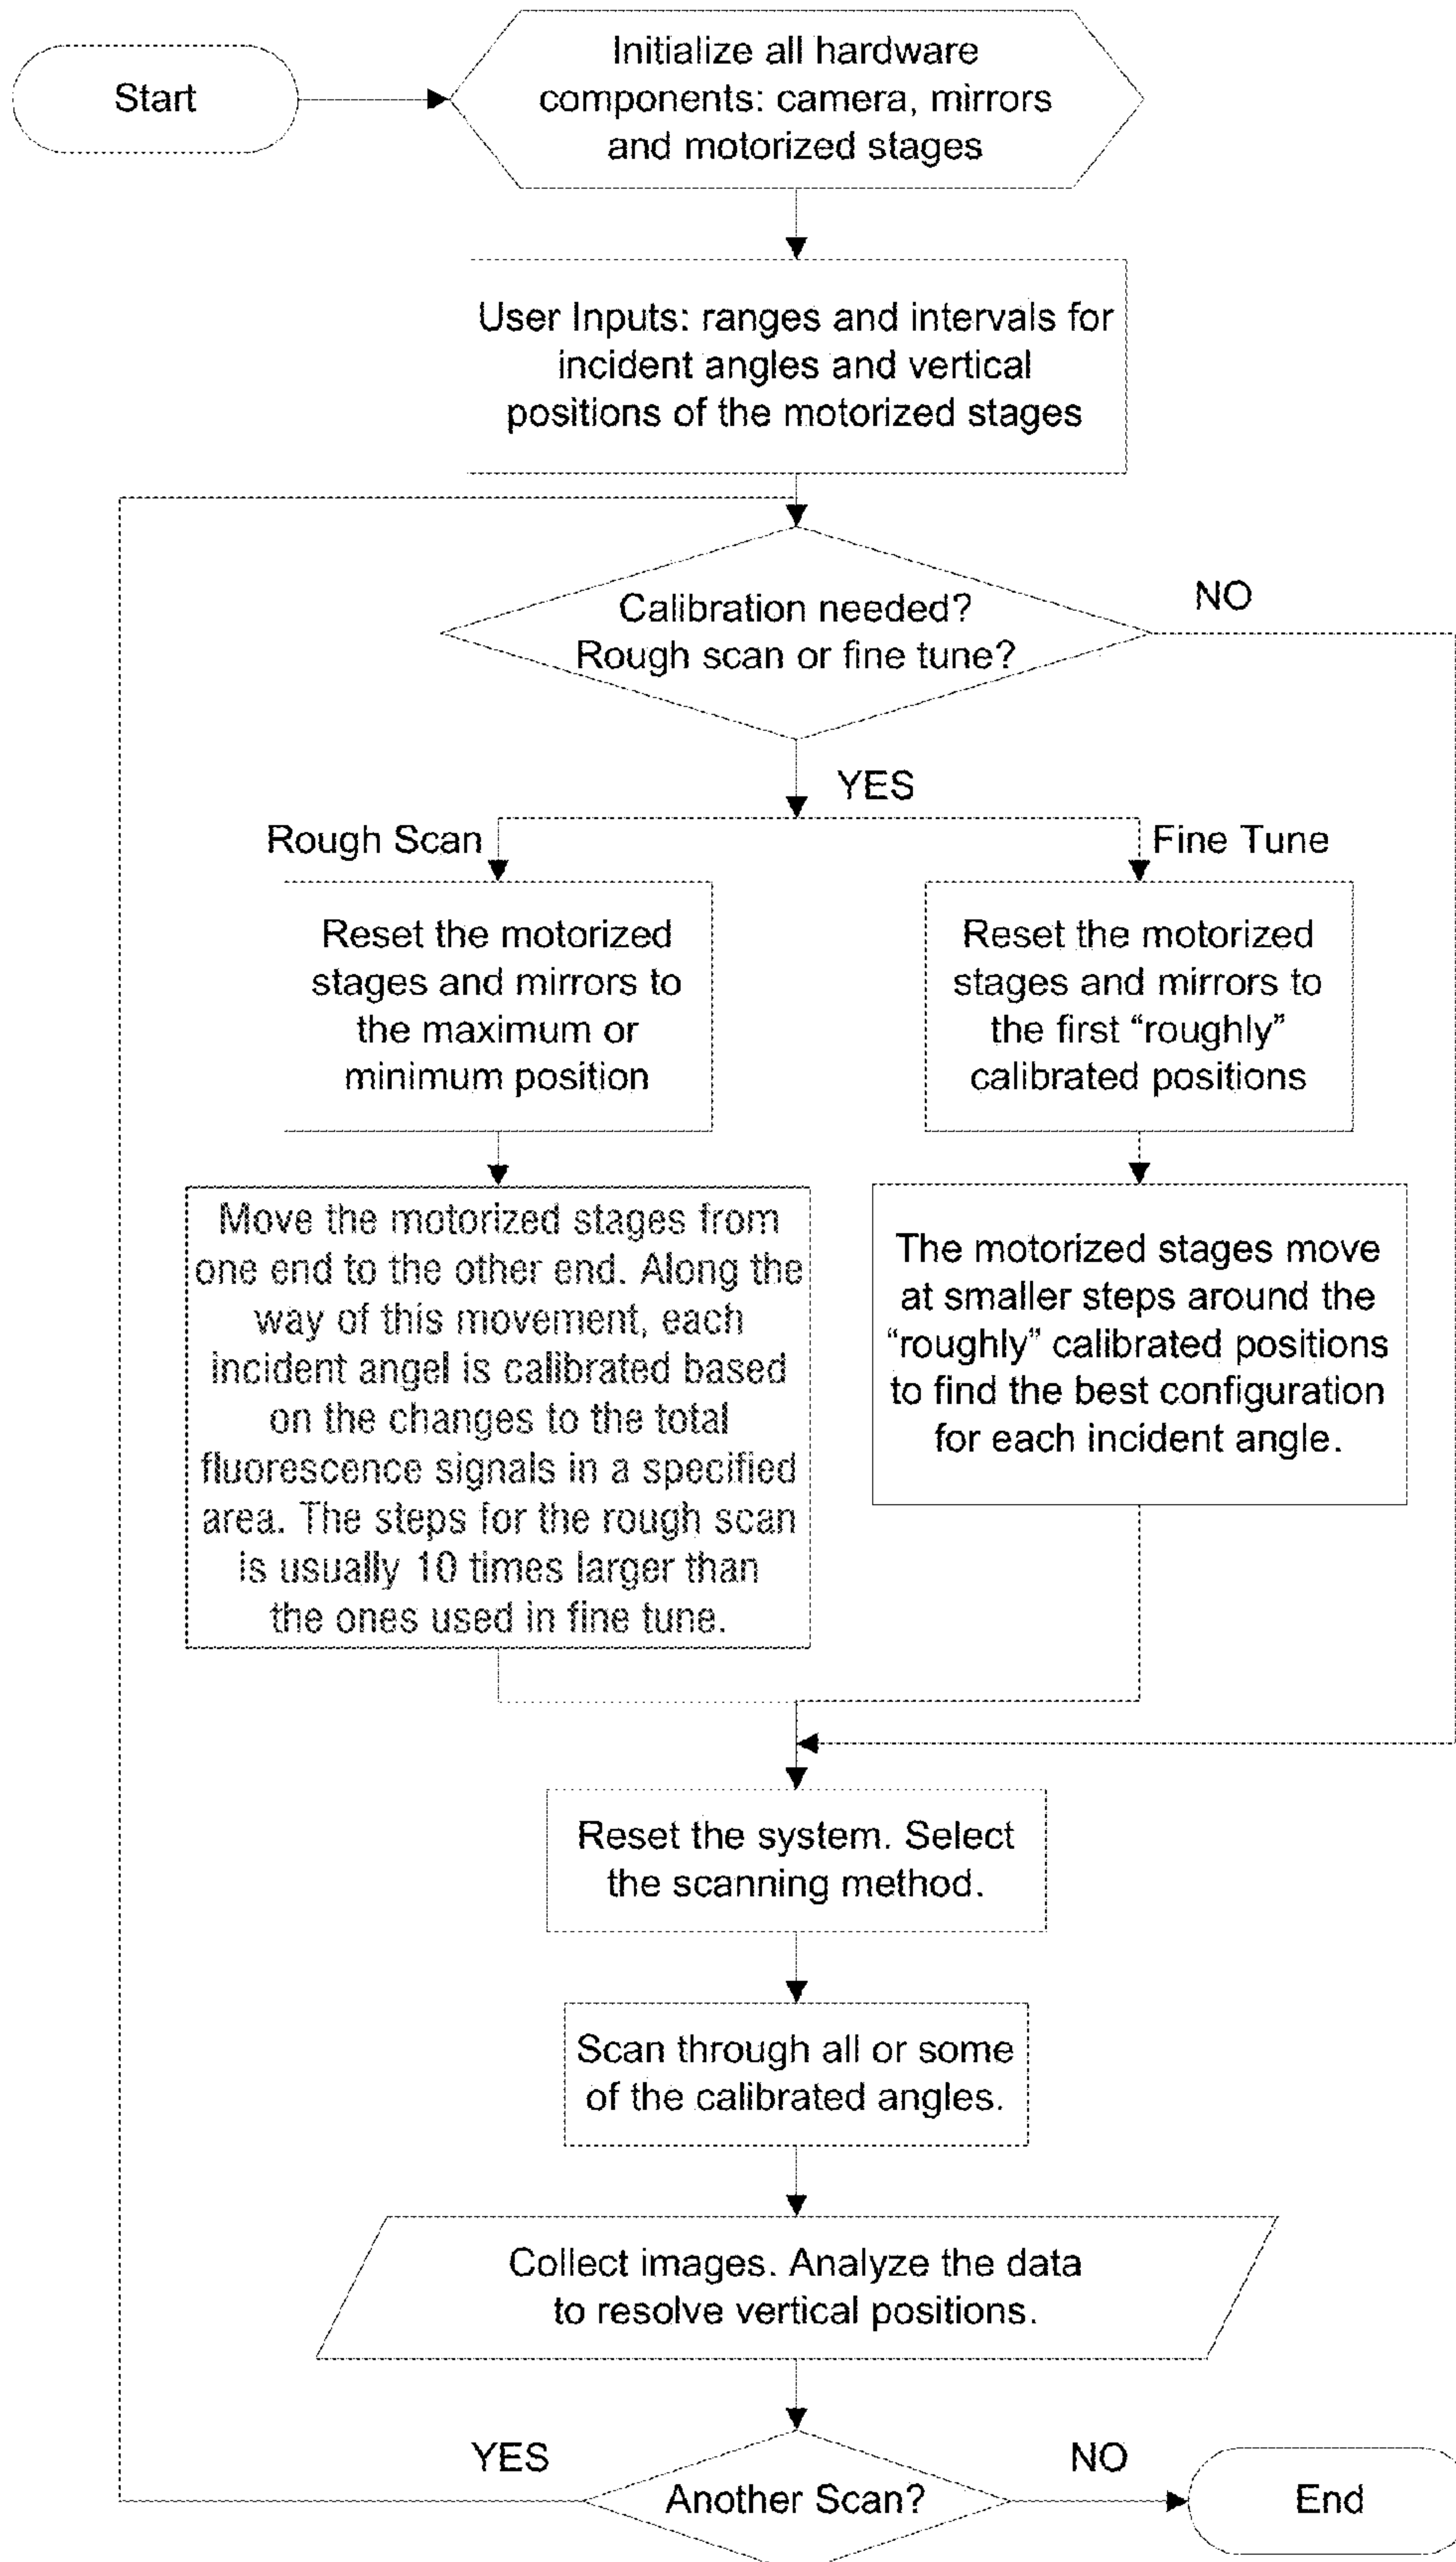 Start
Initialize all hardware
components: camera, mirrors
and motorized stages
User Inputs: ranges and intervals for
incident angles and vertical
positions of the motorized stages
Calibration needed?
Rough scan or fine tune?
NO
YES
Rough Scan
Fine Tune
Reset the motorized
stages and mirrors to
the maximum or
minimum position
Reset the motorized
stages and mirrors to
the first “roughly”
calibrated positions
Move the motorized stages from
one end to the other end. Along the
way of this movement, each
incident angel is calibrated based
on the changes to the total
fluorescence signals in a specified
area. The steps for the rough scan
is usually 10 times larger than
the ones used in fine tune.
The motorized stages move
at smaller steps around the
“roughly” calibrated positions
to find the best configuration
for each incident angle.
Reset the system. Select
the scanning method.
Scan through all or some
of the calibrated angles.
Collect images. Analyze the data
to resolve vertical positions.
YES
Another Scan?
NO
End